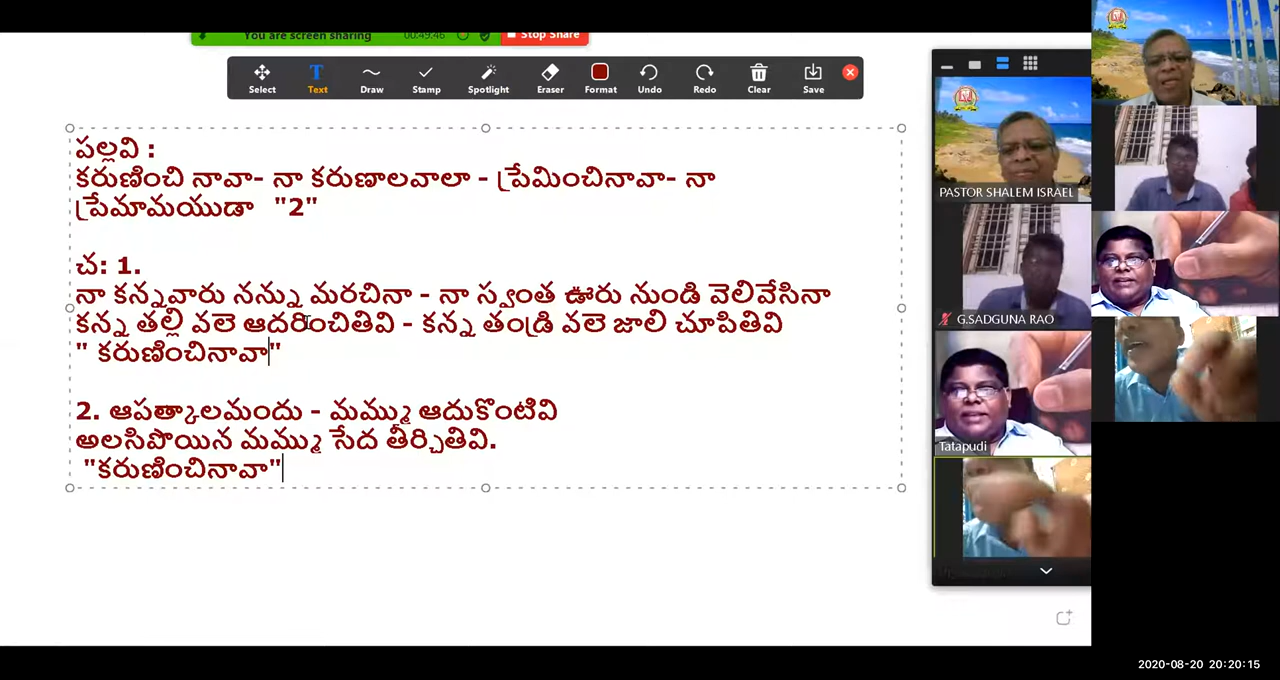 You are screen sharing 00:49:46 Stop Share
Select Text Draw Stamp Spotlight Eraser Format Undo Redo Clear Save
పల్లవి :
కరుణించి నావా- నా కరుణాలవాలా - ప్రేమించినావా- నా
ప్రేమామయుడా "2"
చ: 1.
నా కన్నవారు నన్ను మరచినా - నా స్వంత ఊరు నుండి వెలివేసినా
కన్న తల్లి వలె ఆదరించితివి - కన్న తండ్రి వలె జాలి చూపితివి
" కరుణించినావా"
2. ఆపత్కాలమందు - మమ్ము ఆదుకొంటివి
అలసిపొయిన మమ్ము సేద తీర్చితివి.
"కరుణించినావా"
PASTOR SHALEM ISRAEL
G.SADGUNA RAO
Tatapudi
2020-08-20 20:20:15